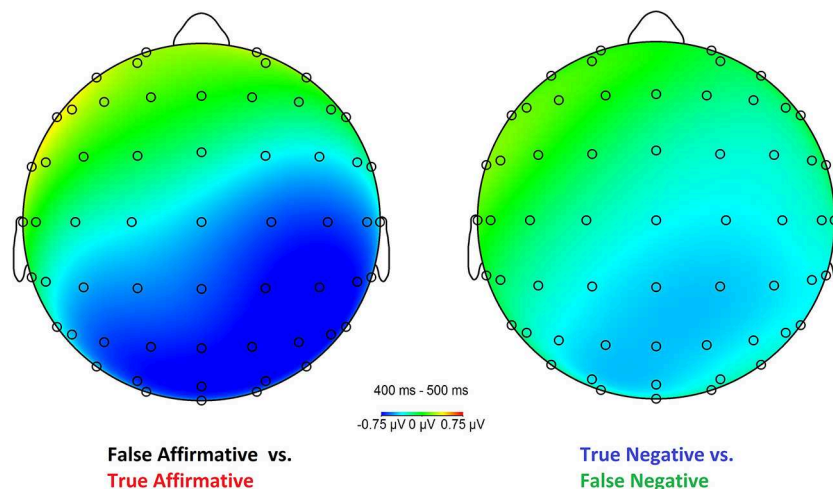 400 ms - 500 ms
-0.75 µV 0 µV 0.75 µV
False Affirmative vs.
True Affirmative
True Negative vs.
False Negative